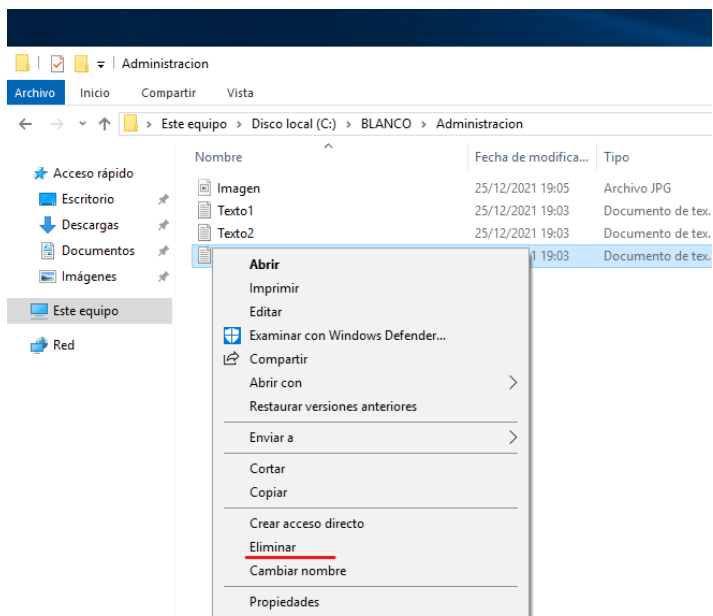 Administracion
Archivo Inicio Compartir Vista
Este equipo > Disco local (C:) > BLANCO > Administracion
Nombre Fecha de modifica... Tipo
Acceso rápido
Escritorio
Descargas
Documentos
Imágenes
Este equipo
Red
Imagen 25/12/2021 19:05 Archivo JPG
Texto1 25/12/2021 19:03 Documento de tex.
Texto2 25/12/2021 19:03 Documento de tex.
1 19:03 Documento de tex.
Abrir
Imprimir
Editar
Examinar con Windows Defender...
Compartir
Abrir con
Restaurar versiones anteriores
Enviar a
Cortar
Copiar
Crear acceso directo
Eliminar
Cambiar nombre
Propiedades